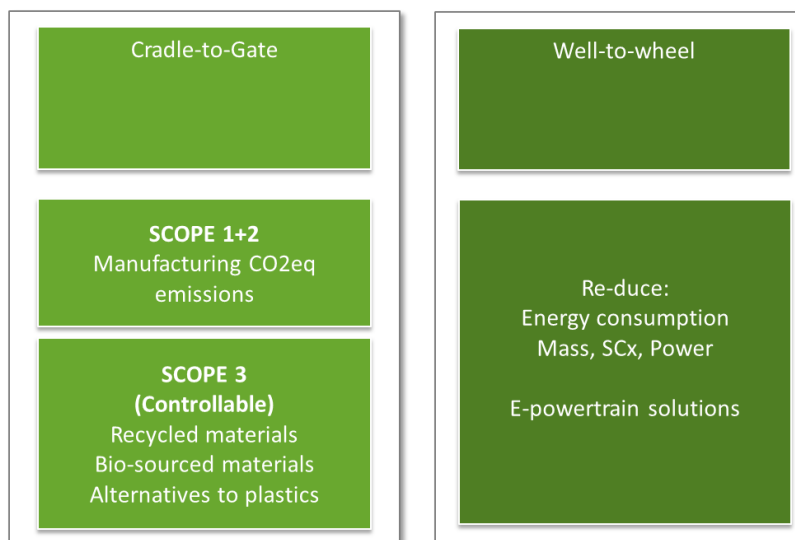 Cradle-to-Gate
SCOPE 1+2
Manufacturing CO2eq
emissions
SCOPE 3
(Controllable)
Recycled materials
Bio-sourced materials
Alternatives to plastics
Well-to-wheel
Re-duce:
Energy consumption
Mass, SCx, Power
E-powertrain solutions